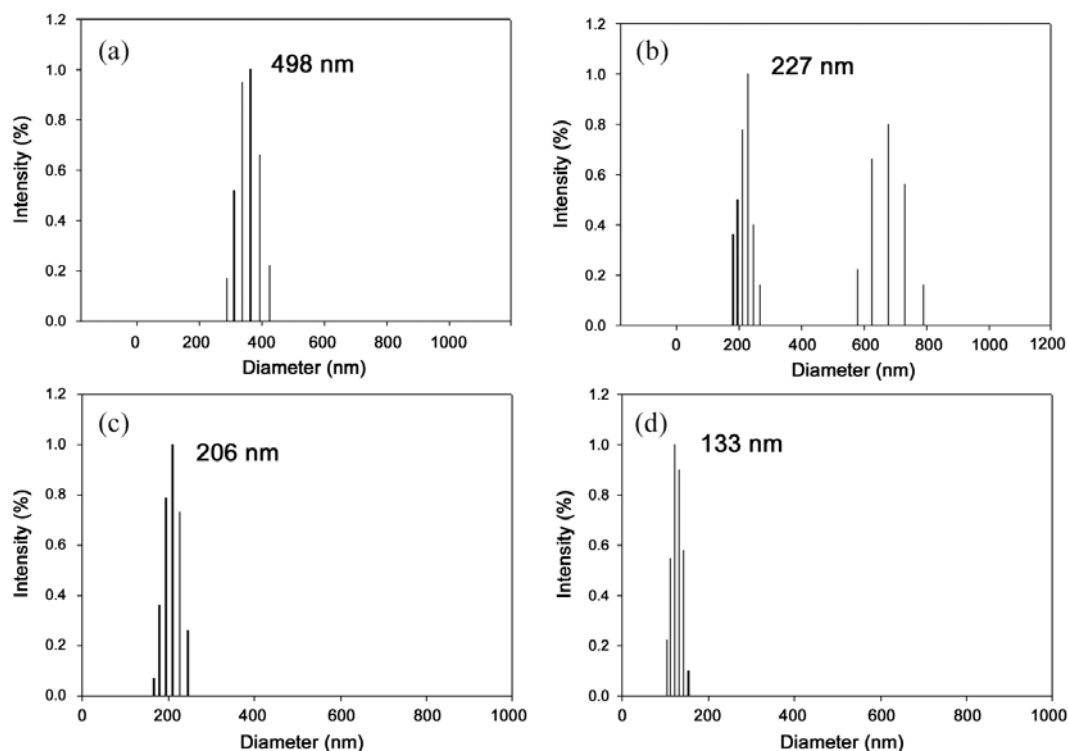 (a)
498 nm
Intensity (%)
1.2
1.0
0.8
0.6
0.4
0.2
0.0
0 200 400 600 800 1000
Diameter (nm)
(b)
227 nm
Intensity (%)
1.2
1.0
0.8
0.6
0.4
0.2
0.0
0 200 400 600 800 1000 1200
Diameter (nm)
(c)
206 nm
Intensity (%)
1.2
1.0
0.8
0.6
0.4
0.2
0.0
0 200 400 600 800 1000
Diameter (nm)
(d)
133 nm
Intensity (%)
1.2
1.0
0.8
0.6
0.4
0.2
0.0
0 200 400 600 800 1000
Diameter (nm)